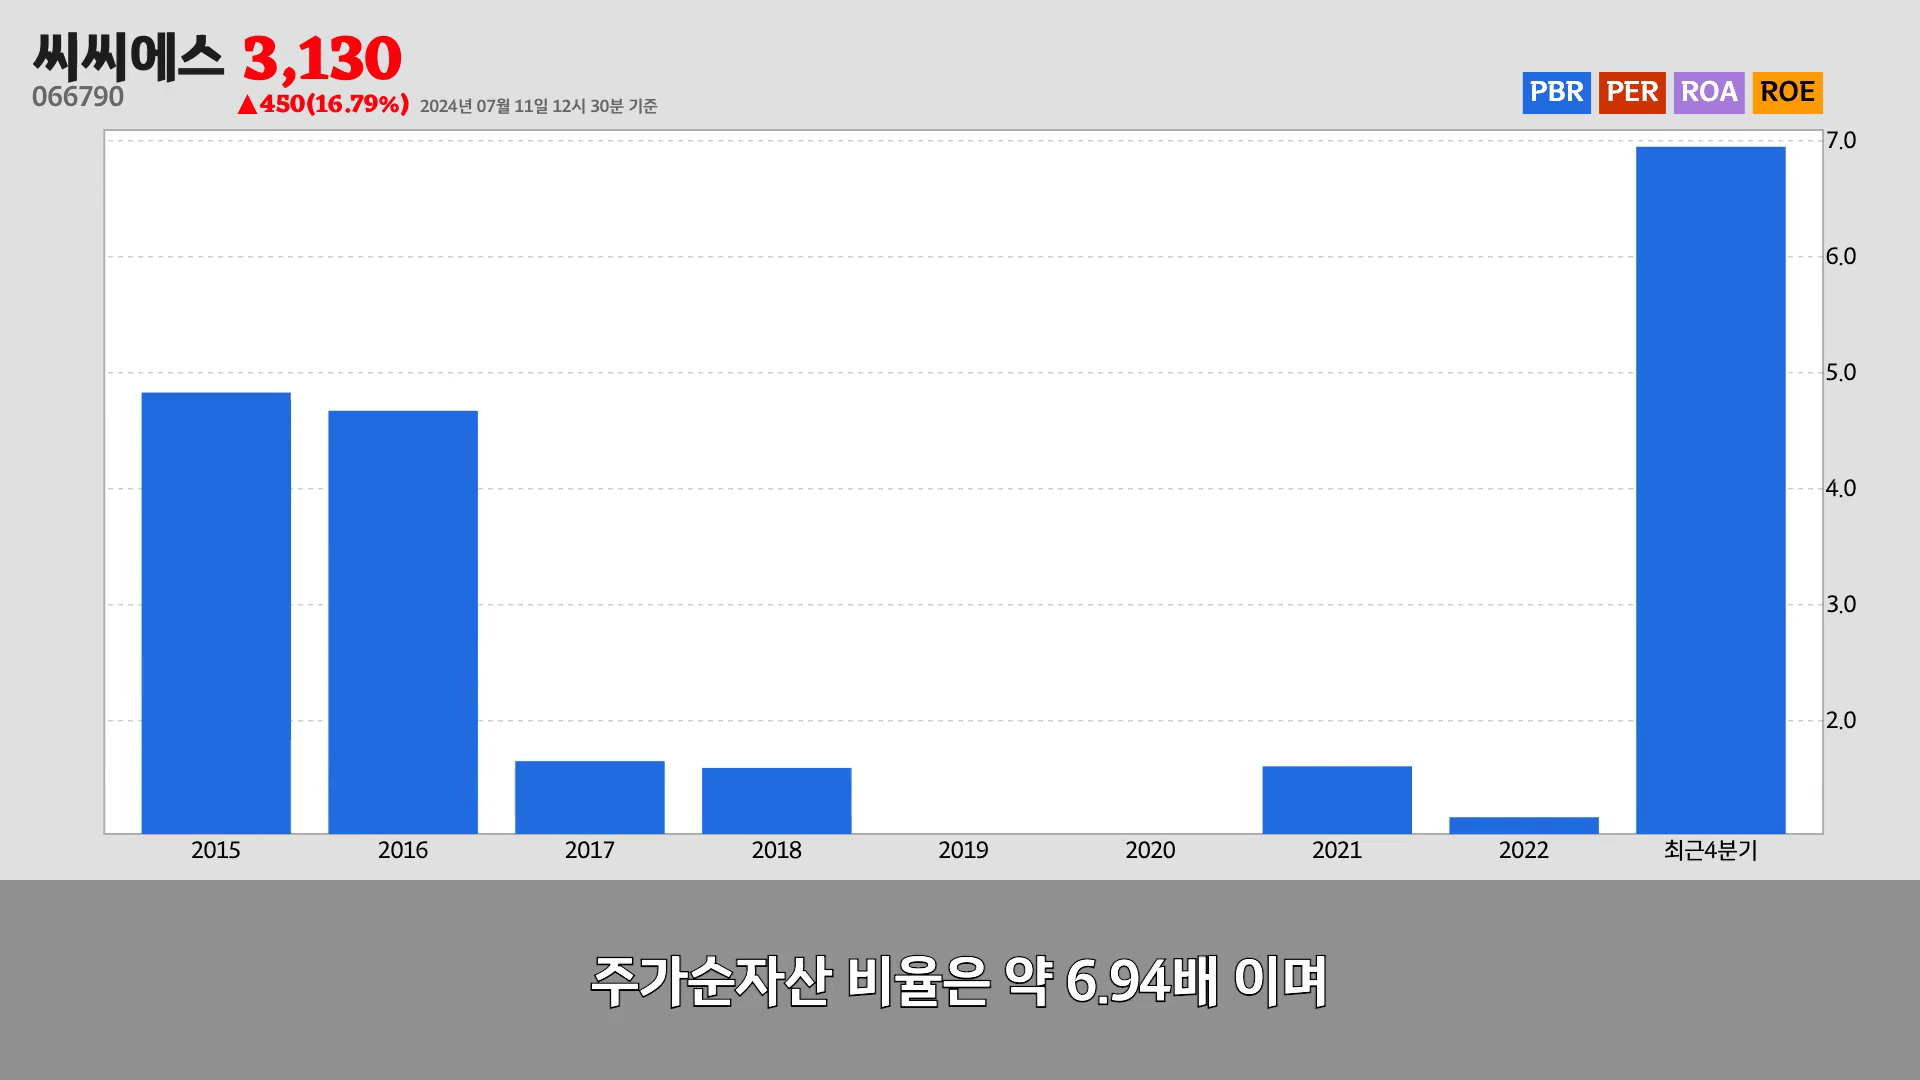 씨씨에스 3,130
066790
▲450(16.79%) 2024년 07월 11일 12시 30분 기준
PBR PER ROA ROE
7.0
6.0
5.0
4.0
3.0
2.0
2015 2016 2017 2018 2019 2020 2021 2022 최근4분기
주가순자산 비율은 약 6.94배 이며